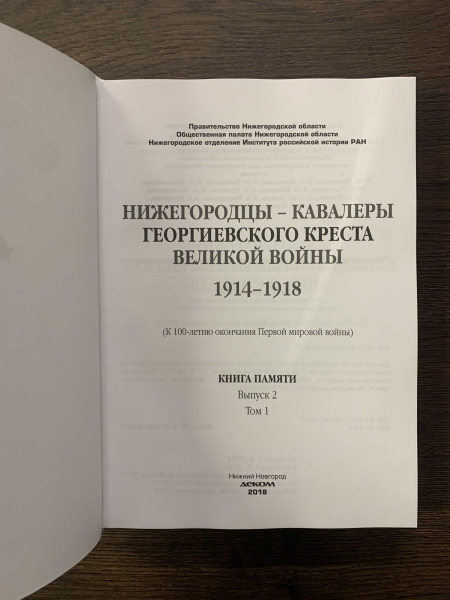 Правительство Нижегородской области
Общественная палата Нижегородской области
Нижегородское отделение Института российской истории РАН
НИЖЕГОРОДЦЫ – КАВАЛЕРЫ
ГЕОРГИЕВСКОГО КРЕСТА
ВЕЛИКОЙ ВОЙНЫ
1914–1918
(К 100-летию окончания Первой мировой войны)
КНИГА ПАМЯТИ
Выпуск 2
Том 1
Нижний Новгород
ДЕКОМ
2018